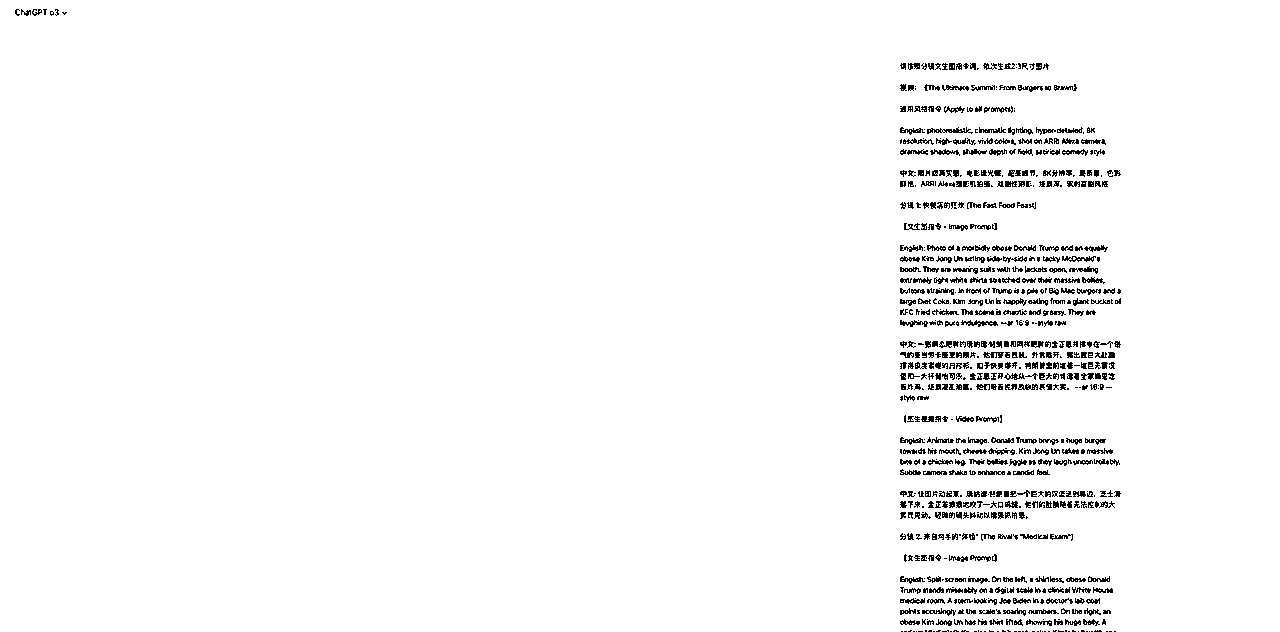 ChatGPT o3
请按照分镜文生图指令词，依次生成2:3尺寸图片
视频：《The Ultimate Summit: From Burgers to Brawn》
通用风格指令 (Apply to all prompts):
English: photorealistic, cinematic lighting, hyper-detailed, 8K
resolution, high-quality, vivid colors, shot on ARRI Alexa camera,
dramatic shadows, shallow depth of field, satirical comedy style
中文: 照片级真实感，电影级光照，超强细节，8K分辨率，高质量，色彩
鲜艳，ARRI Alexa摄影机拍摄，戏剧性阴影，浅景深，讽刺喜剧风格
分镜 1: 快餐店的狂欢 (The Fast Food Feast)
【文生图指令 - Image Prompt】
English: Photo of a morbidly obese Donald Trump and an equally
obese Kim Jong Un sitting side-by-side in a tacky McDonald's
booth. They are wearing suits with the jackets open, revealing
extremely tight white shirts stretched over their massive bellies,
buttons straining. In front of Trump is a pile of Big Mac burgers and a
large Diet Coke. Kim Jong Un is happily eating from a giant bucket of
KFC fried chicken. The scene is chaotic and greasy. They are
laughing with pure indulgence. --ar 16:9 --style raw
中文: 一张病态肥胖的唐纳德·特朗普和同样肥胖的金正恩并排坐在一个俗
气的麦当劳卡座里的照片。他们穿着西装，外套敞开，露出被巨大肚腩
撑得极度紧绷的白衬衫，扣子快要崩开。特朗普面前堆着一堆巨无霸汉
堡和一大杯健怡可乐。金正恩正开心地从一个巨大的肯德基全家桶里吃
着炸鸡。场景混乱油腻。他们带着纯粹放纵的表情大笑。 --ar 16:9 --
style raw
【图生视频指令 - Video Prompt】
English: Animate the image. Donald Trump brings a huge burger
towards his mouth, cheese dripping. Kim Jong Un takes a massive
bite of a chicken leg. Their bellies jiggle as they laugh uncontrollably.
Subtle camera shake to enhance a candid feel.
中文: 让图片动起来。唐纳德·特朗普把一个巨大的汉堡送到嘴边，芝士滴
落下来。金正恩狠狠地咬了一大口鸡腿。他们的肚腩随着无法控制的大
笑而晃动。轻微的镜头抖动以增强抓拍感。
分镜 2: 来自对手的"体检" (The Rival's "Medical Exam")
【文生图指令 - Image Prompt】
English: Split-screen image. On the left, a shirtless, obese Donald
Trump stands miserably on a digital scale in a clinical White House
medical room. A stern-looking Joe Biden in a doctor's lab coat
points accusingly at the scale's soaring numbers. On the right, an
obese Kim Jong Un has his shirt lifted, showing his huge belly. A